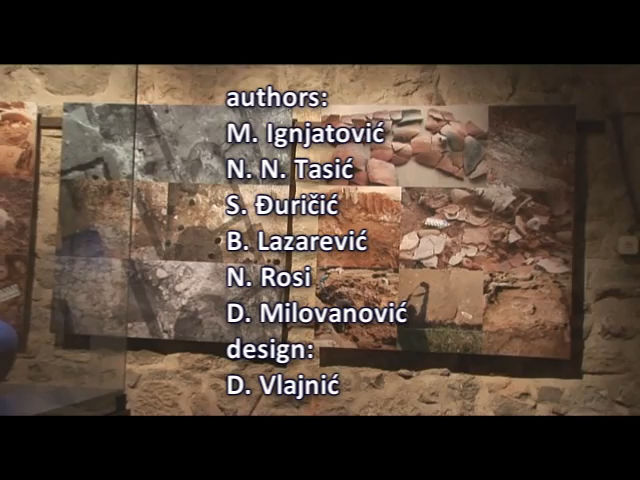 authors:
M. Ignjatović
N. N. Tasić
S. Đuričić
B. Lazarević
N. Rosi
D. Milovanović
design:
D. Vlajnić